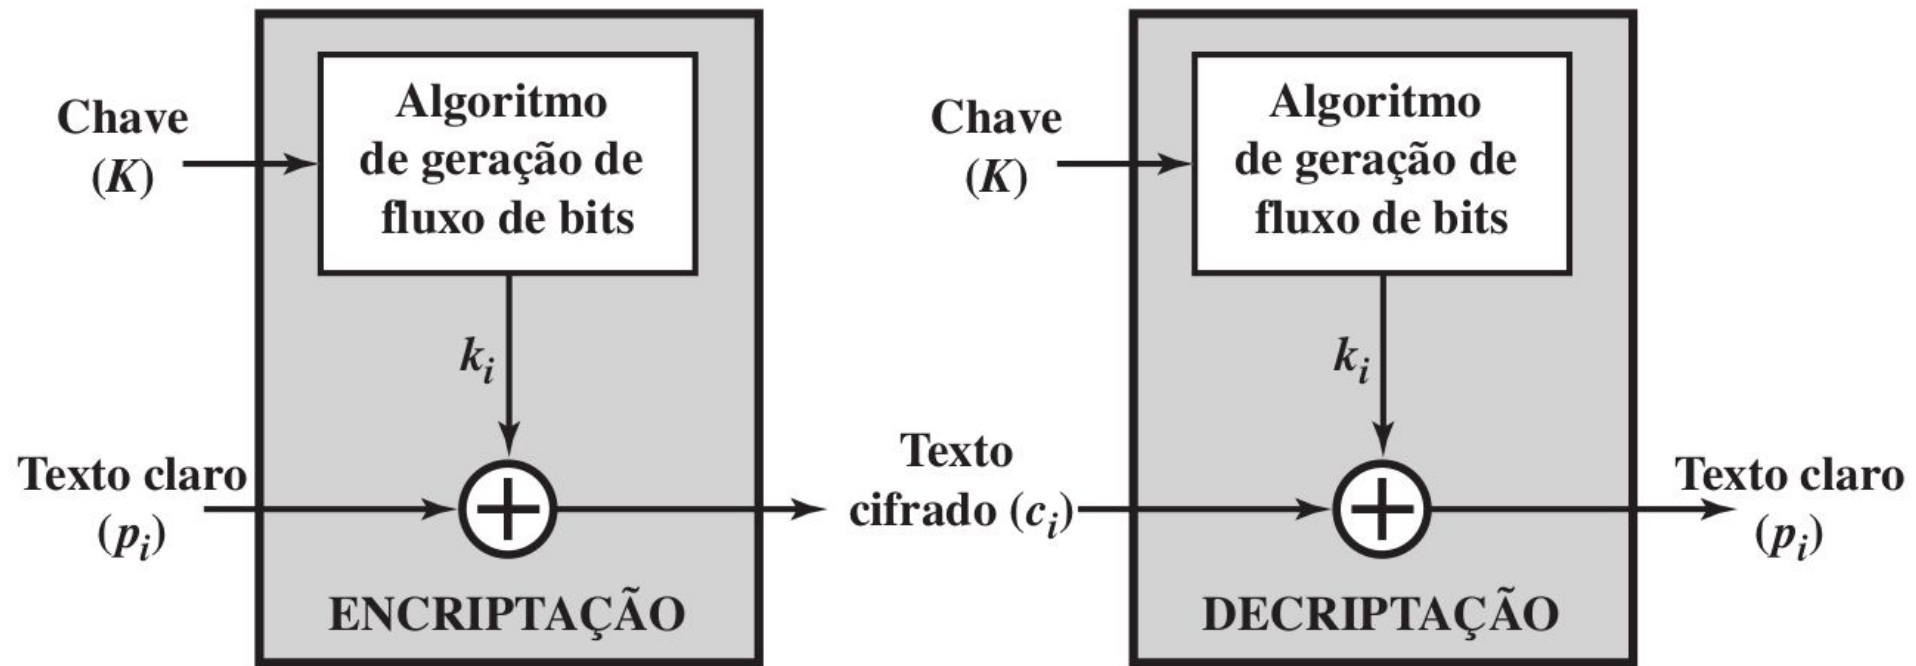 Chave
(K)
Algoritmo
de geração de
fluxo de bits
k_i
Texto claro
(p_i)
ENCRIPTAÇÃO
Texto
cifrado (c_i)
Chave
(K)
Algoritmo
de geração de
fluxo de bits
k_i
DECRIPTAÇÃO
Texto claro
(p_i)